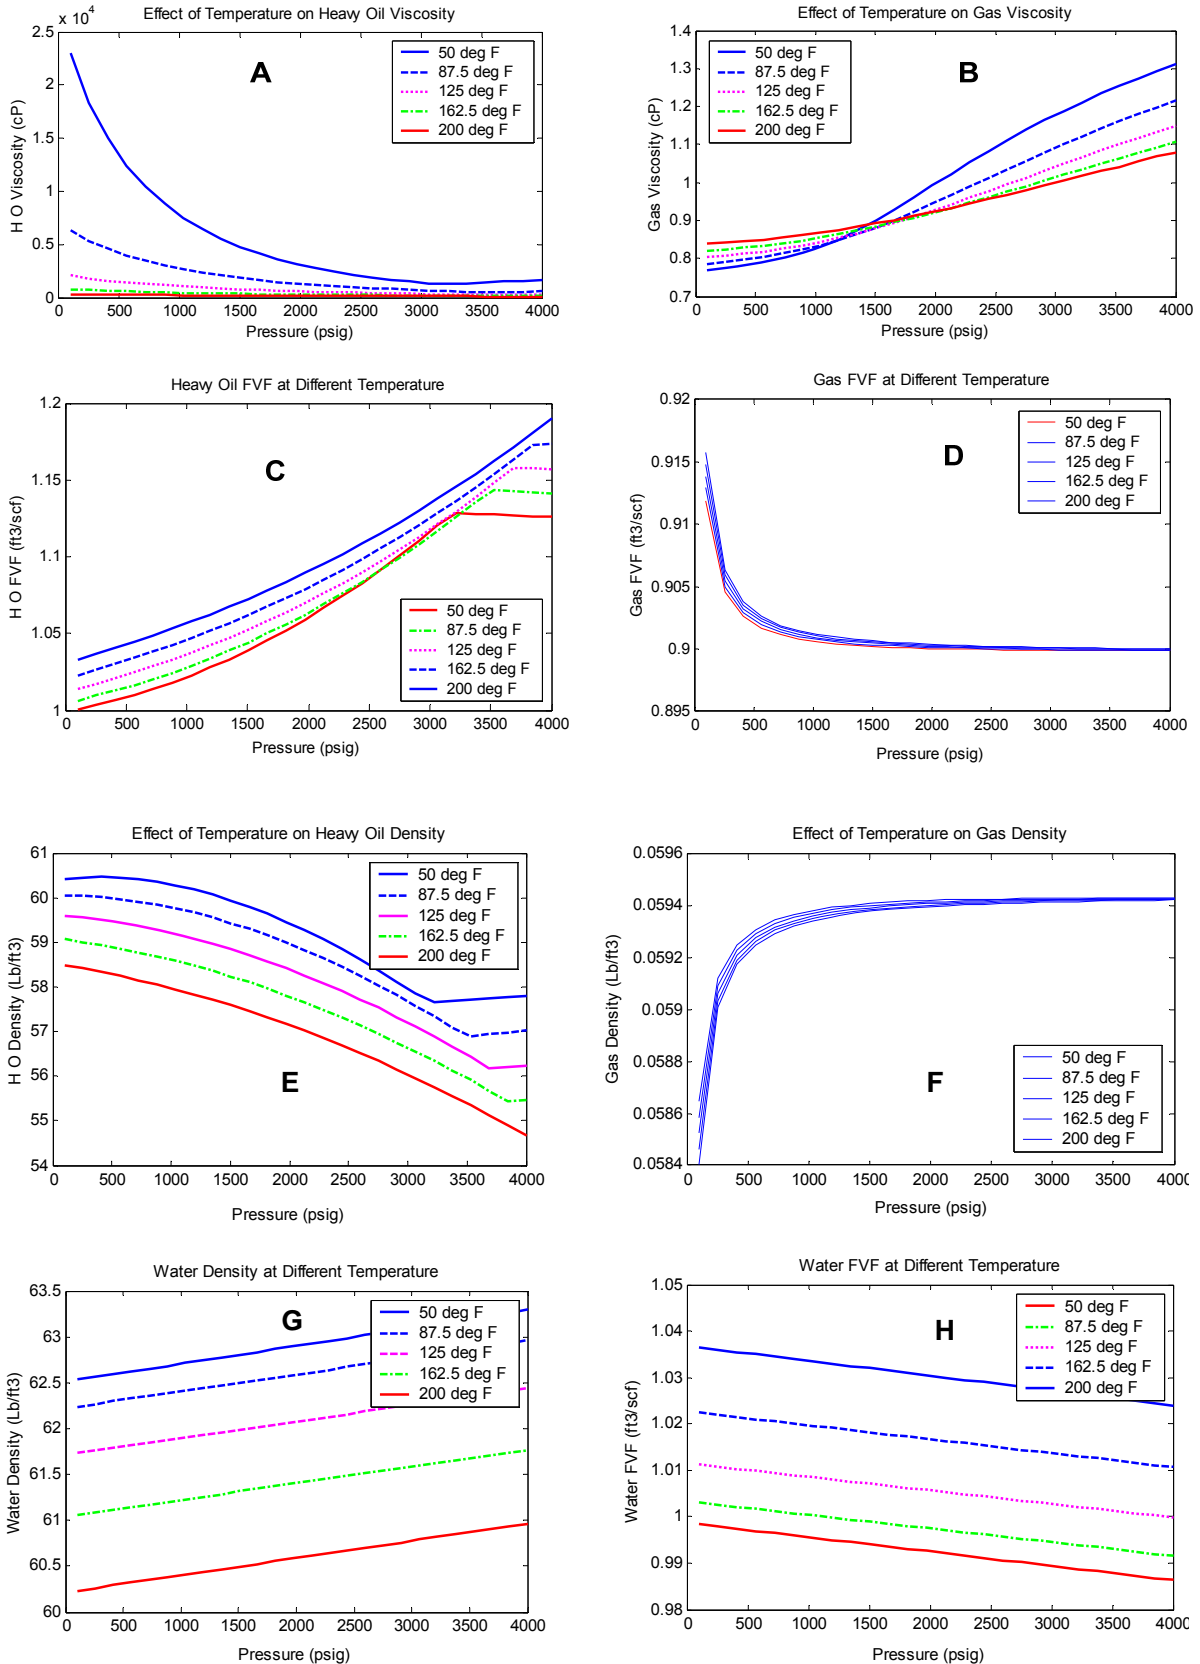 Effect of Temperature on Heavy Oil Viscosity
x 10^4
2.5
2
1.5
1
0.5
0
H O Viscosity (cP)
A
50 deg F
87.5 deg F
125 deg F
162.5 deg F
200 deg F
0 500 1000 1500 2000 2500 3000 3500 4000
Pressure (psig)
Effect of Temperature on Gas Viscosity
1.4
1.3
1.2
1.1
1
0.9
0.8
0.7
Gas Viscosity (cP)
50 deg F
87.5 deg F
125 deg F
162.5 deg F
200 deg F
B
0 500 1000 1500 2000 2500 3000 3500 4000
Pressure (psig)
Heavy Oil FVF at Different Temperature
1.2
1.15
1.1
1.05
1
H O FVF (ft3/scf)
C
50 deg F
87.5 deg F
125 deg F
162.5 deg F
200 deg F
0 500 1000 1500 2000 2500 3000 3500 4000
Pressure (psig)
Gas FVF at Different Temperature
0.92
0.915
0.91
0.905
0.9
0.895
Gas FVF (ft3/scf)
D
50 deg F
87.5 deg F
125 deg F
162.5 deg F
200 deg F
0 500 1000 1500 2000 2500 3000 3500 4000
Pressure (psig)
Effect of Temperature on Heavy Oil Density
61
60
59
58
57
56
55
54
H O Density (Lb/ft3)
50 deg F
87.5 deg F
125 deg F
162.5 deg F
200 deg F
E
0 500 1000 1500 2000 2500 3000 3500 4000
Pressure (psig)
Effect of Temperature on Gas Density
0.0596
0.0594
0.0592
0.059
0.0588
0.0586
0.0584
Gas Density (Lb/ft3)
F
50 deg F
87.5 deg F
125 deg F
162.5 deg F
200 deg F
0 500 1000 1500 2000 2500 3000 3500 4000
Pressure (psig)
Water Density at Different Temperature
63.5
63
62.5
62
61.5
61
60.5
60
Water Density (Lb/ft3)
G
50 deg F
87.5 deg F
125 deg F
162.5 deg F
200 deg F
0 500 1000 1500 2000 2500 3000 3500 4000
Pressure (psig)
Water FVF at Different Temperature
1.05
1.04
1.03
1.02
1.01
1
0.99
0.98
Water FVF (ft3/scf)
H
50 deg F
87.5 deg F
125 deg F
162.5 deg F
200 deg F
0 500 1000 1500 2000 2500 3000 3500 4000
Pressure (psig)